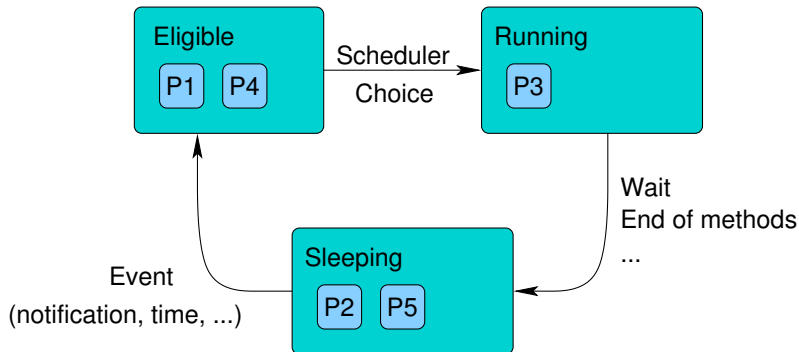 Eligible
P1 P4
Scheduler
Choice
Running
P3
Wait
End of methods
...
Sleeping
P2 P5
Event
(notification, time, ...)